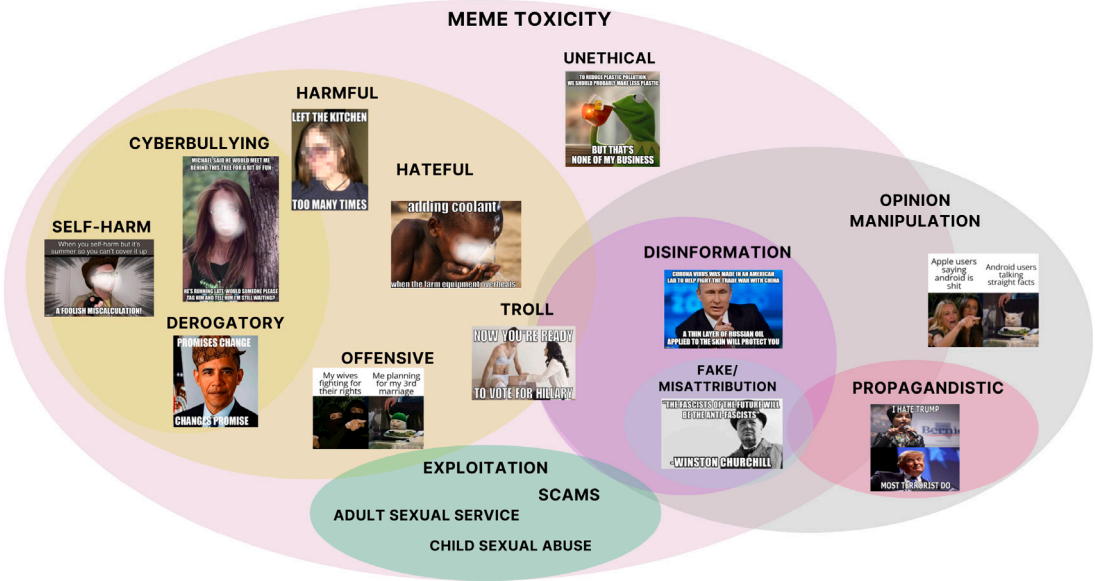 MEME TOXICITY
UNETHICAL
TO REDUCE PLASTIC POLLUTION
WE SHOULD PROBABLY MAKE LESS PLASTIC
BUT THAT'S
NONE OF MY BUSINESS
HARMFUL
LEFT THE KITCHEN
TOO MANY TIMES
CYBERBULLYING
MICHAEL SAID HE WOULD MEET ME
BEHIND THIS TREE FOR A BIT OF FUN
HE'S RUNNING LATE, WOULD SOMEONE PLEASE
TAG HIM AND TELL HIM I'M STILL WAITING?
HATEFUL
adding coolant
when the farm equipment overheats
SELF-HARM
When you self-harm but it's
summer so you can't cover it up
A FOOLISH MISCALCULATION!
OPINION
MANIPULATION
Apple users
saying
android is
shit
Android users
talking
straight facts
DISINFORMATION
CORONA VIRUS WAS MADE IN AN AMERICAN
LAB TO HELP FIGHT THE TRADE WAR WITH CHINA
A THIN LAYER OF RUSSIAN OIL
APPLIED TO THE SKIN WILL PROTECT YOU
TROLL
NOW YOU'RE READY
TO VOTE FOR HILLARY
DEROGATORY
PROMISES CHANGE
CHANGES PROMISE
OFFENSIVE
My wives
fighting for
their rights
Me planning
for my 3rd
marriage
FAKE/
MISATTRIBUTION
"THE FASCISTS OF THE FUTURE WILL
BE THE ANTI-FASCISTS"
-WINSTON CHURCHILL
PROPAGANDISTIC
I HATE TRUMP
Bernie
MOST TERRORIST DO
EXPLOITATION
SCAMS
ADULT SEXUAL SERVICE
CHILD SEXUAL ABUSE